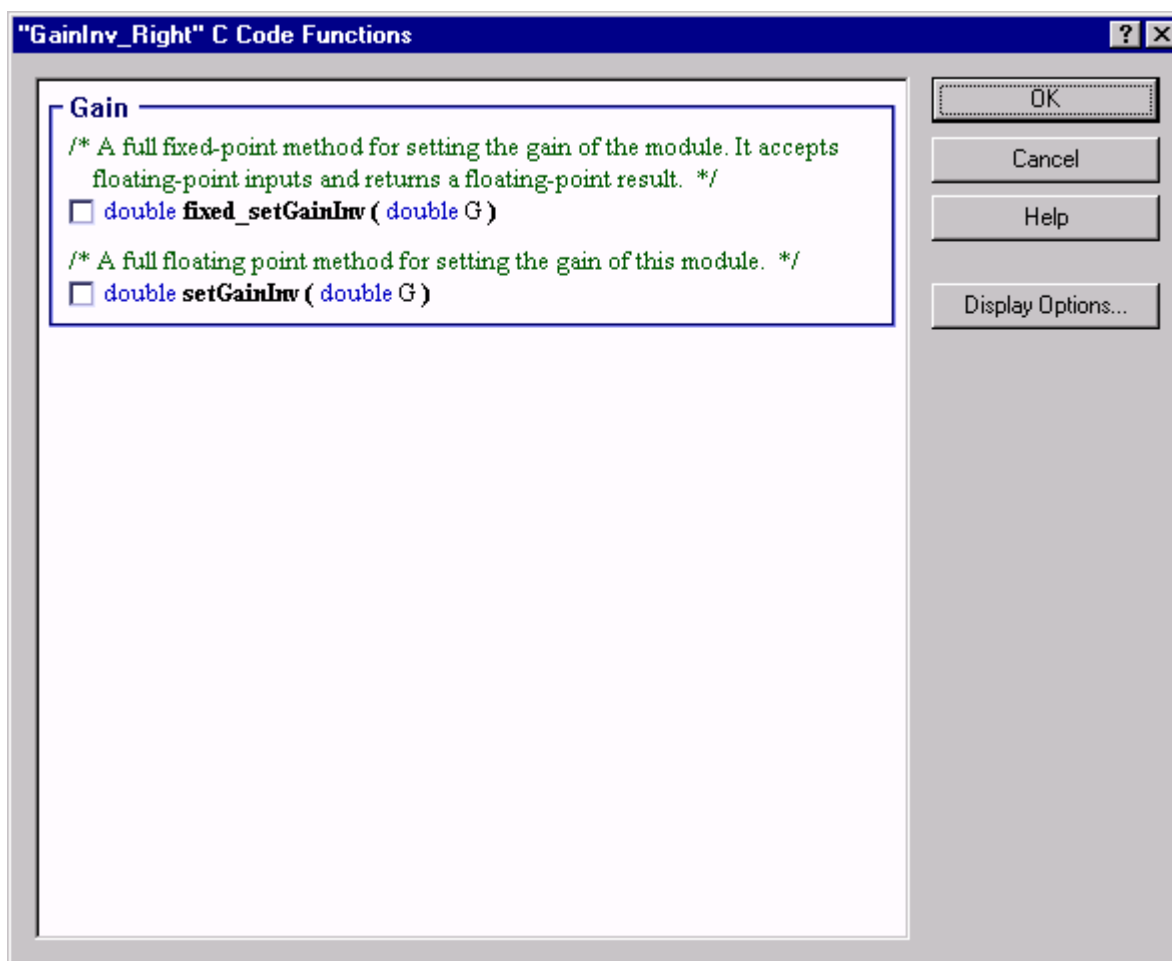 "GainInv_Right" C Code Functions
Gain
/* A full fixed-point method for setting the gain of the module. It accepts
floating-point inputs and returns a floating-point result. */
double fixed_setGainInv ( double G )
/* A full floating point method for setting the gain of this module. */
double setGainInv ( double G )
OK
Cancel
Help
Display Options...